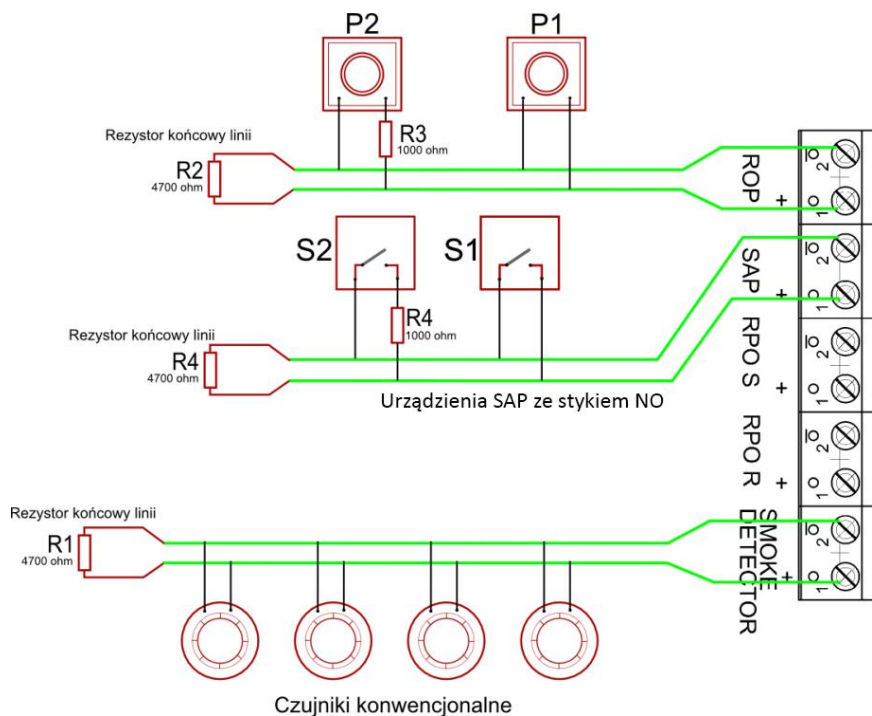 P2
P1
Rezystor końcowy linii
R3
1000 ohm
R2
4700 ohm
ROP
2
+ 1
S2
S1
SAP
2
+ 1
R4
1000 ohm
Rezystor końcowy linii
R4
4700 ohm
RPO S
2
+ 1
Urządzienia SAP ze stykiem NO
RPO R
2
+ 1
Rezystor końcowy linii
R1
4700 ohm
SMOKE
DETECTOR
2
+ 1
Czujniki konwencjonalne